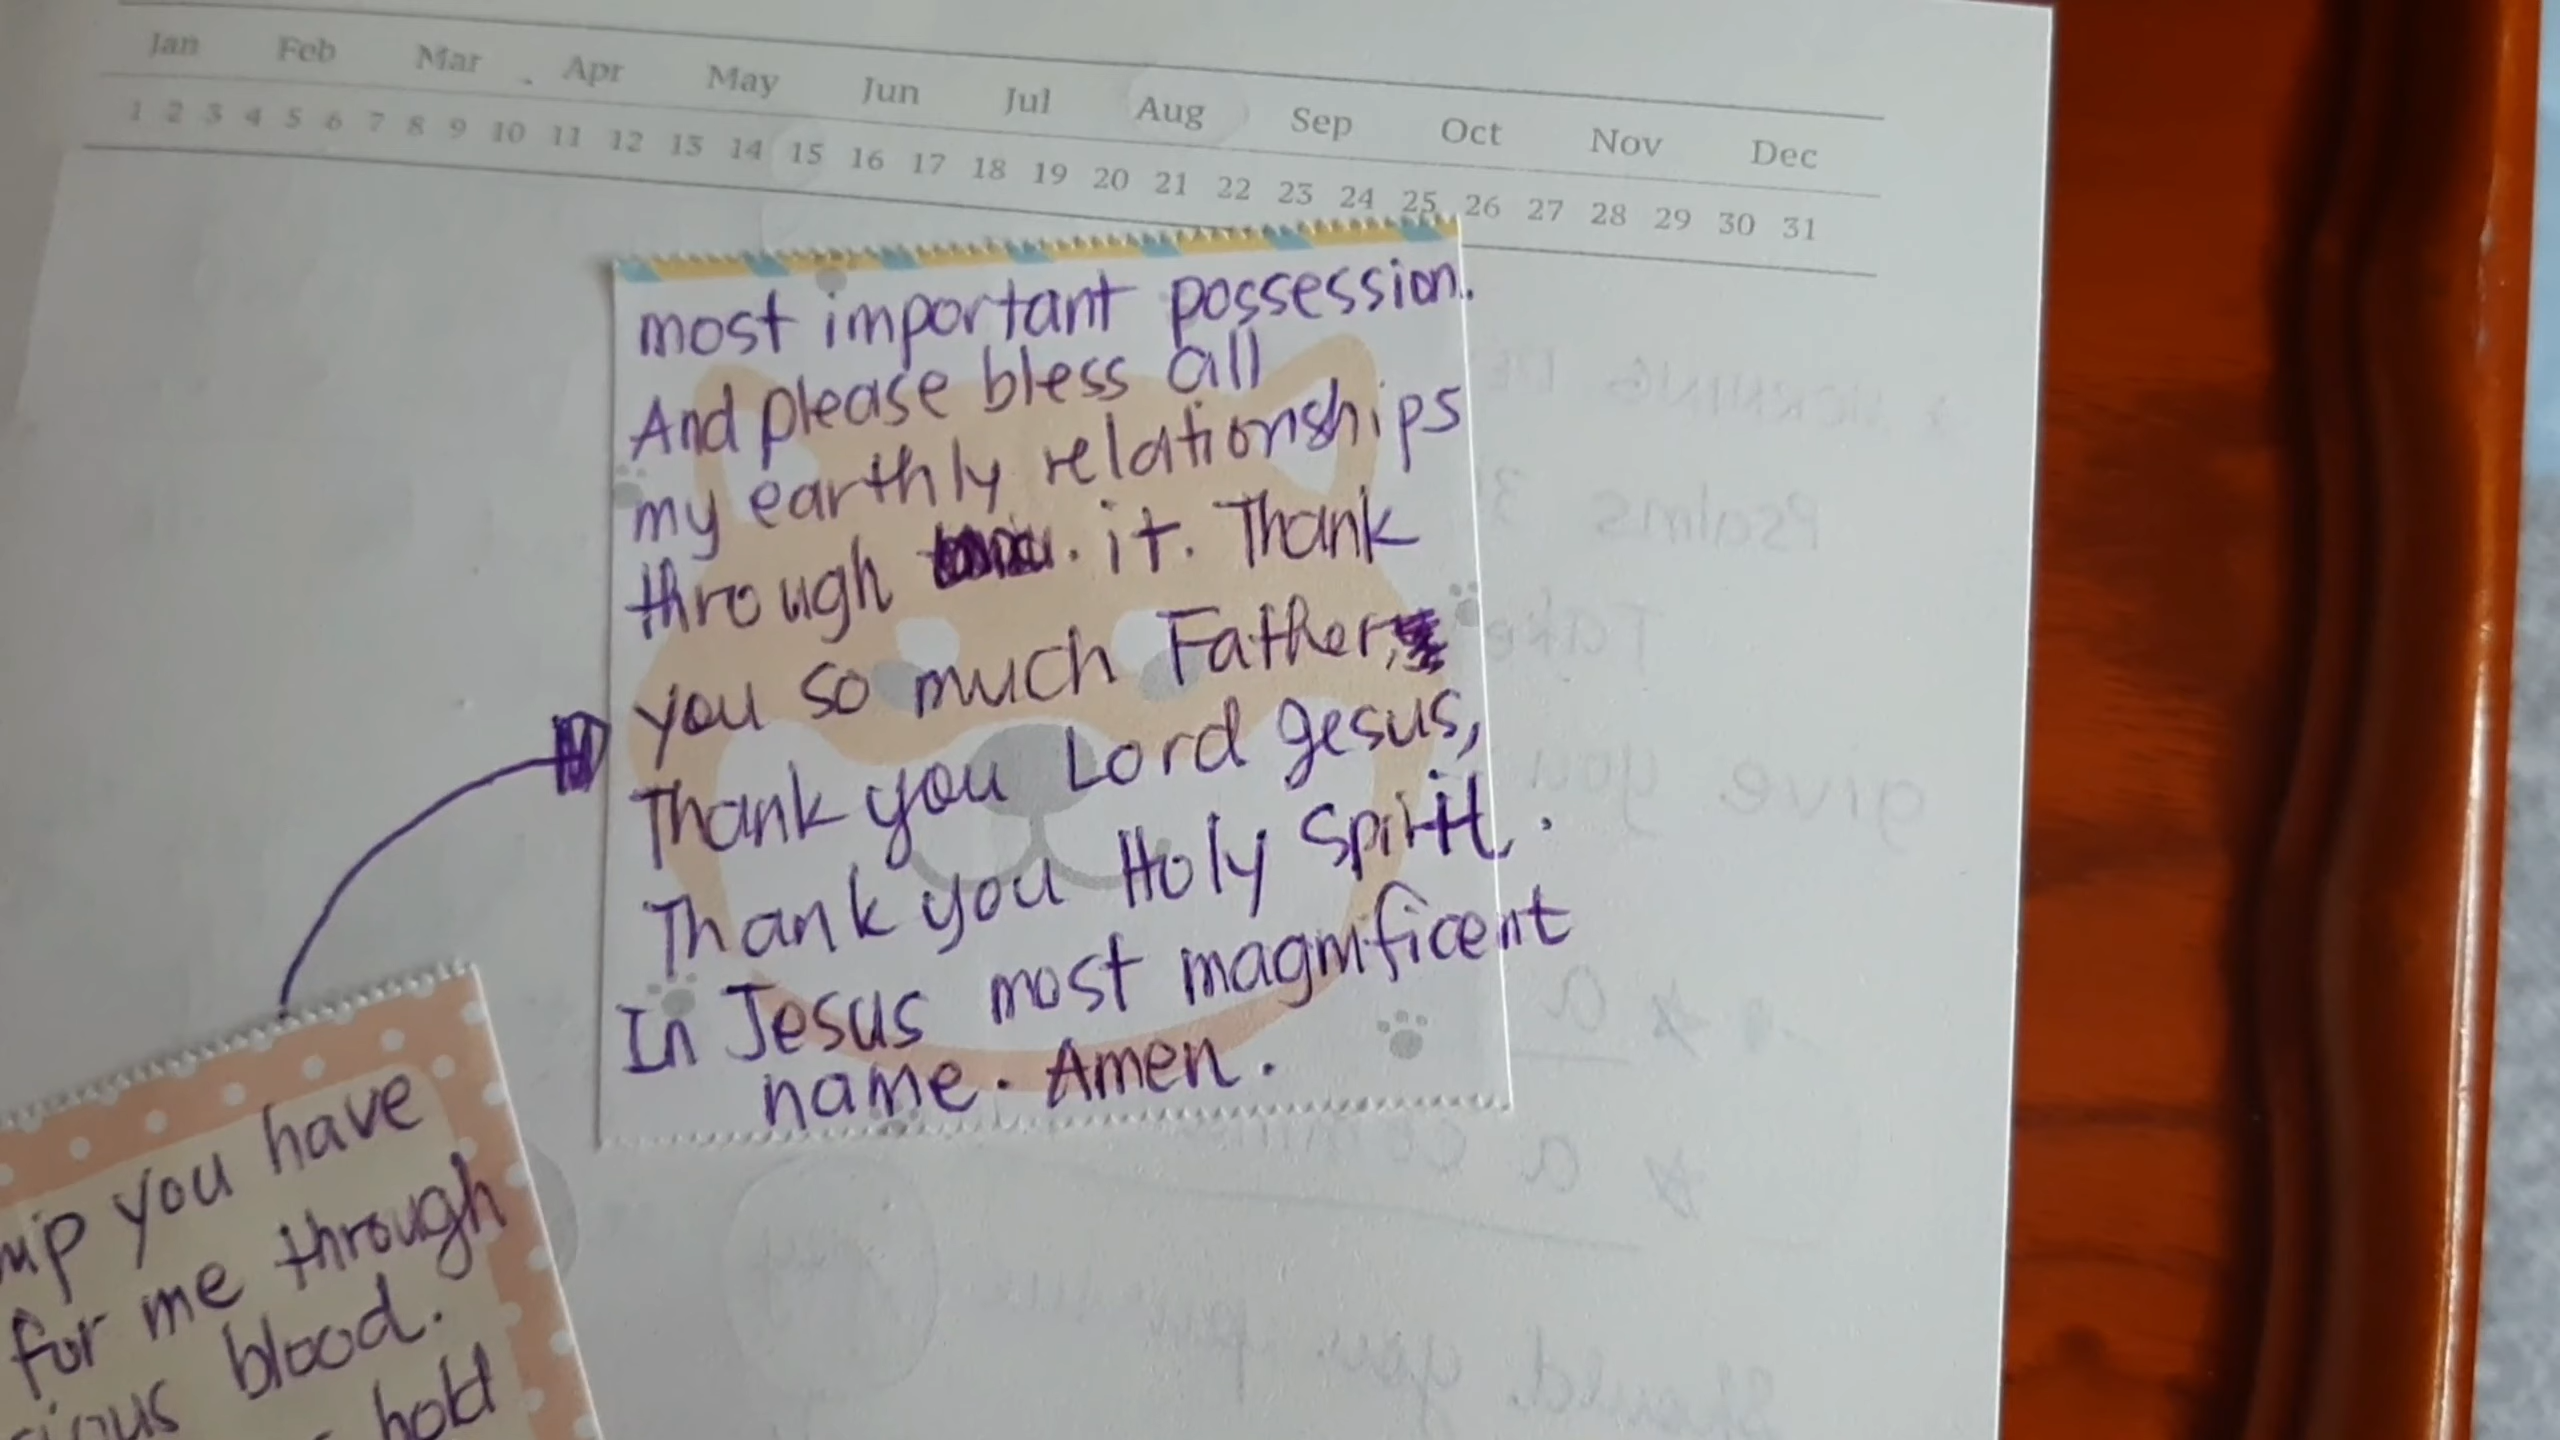 Jan Feb Mar Apr May Jun Jul Aug Sep Oct Nov Dec
1 2 3 4 5 6 7 8 9 10 11 12 13 14 15 16 17 18 19 20 21 22 23 24 25 26 27 28 29 30 31
most important possession.
And please bless all
my earthly relationships
through it. Thank
you so much Father,
Thank you Lord Jesus,
Thank you Holy Spirit.
In Jesus most magnificent
name. Amen.
you have
for me through
blood.
hold